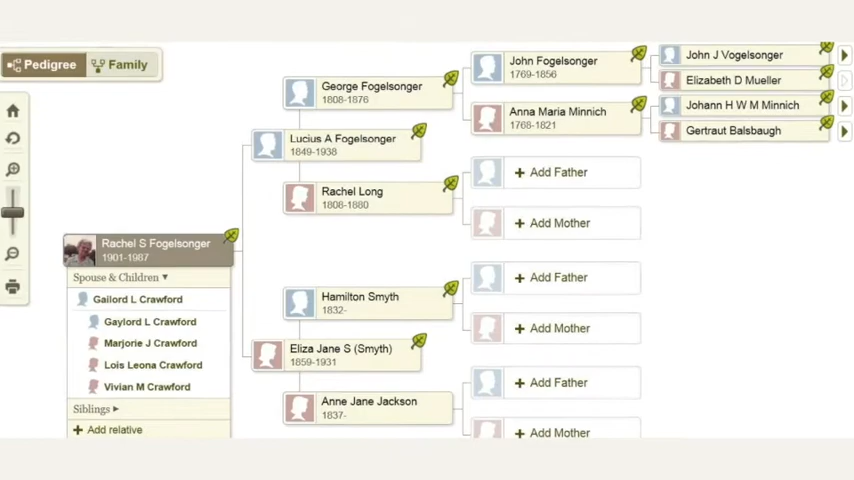 Pedigree
Family
Rachel S Fogelsonger
1901-1987
Spouse & Children
Gailord L Crawford
Gaylord L Crawford
Marjorie J Crawford
Lois Leona Crawford
Vivian M Crawford
Siblings
+ Add relative
Lucius A Fogelsonger
1849-1938
Eliza Jane S (Smyth)
1859-1931
George Fogelsonger
1808-1876
Rachel Long
1808-1880
Hamilton Smyth
1832-
Anne Jane Jackson
1837-
John Fogelsonger
1769-1856
Anna Maria Minnich
1768-1821
+ Add Father
+ Add Mother
+ Add Father
+ Add Mother
+ Add Father
+ Add Mother
John J Vogelsonger
Elizabeth D Mueller
Johann H W M Minnich
Gertraut Balsbaugh